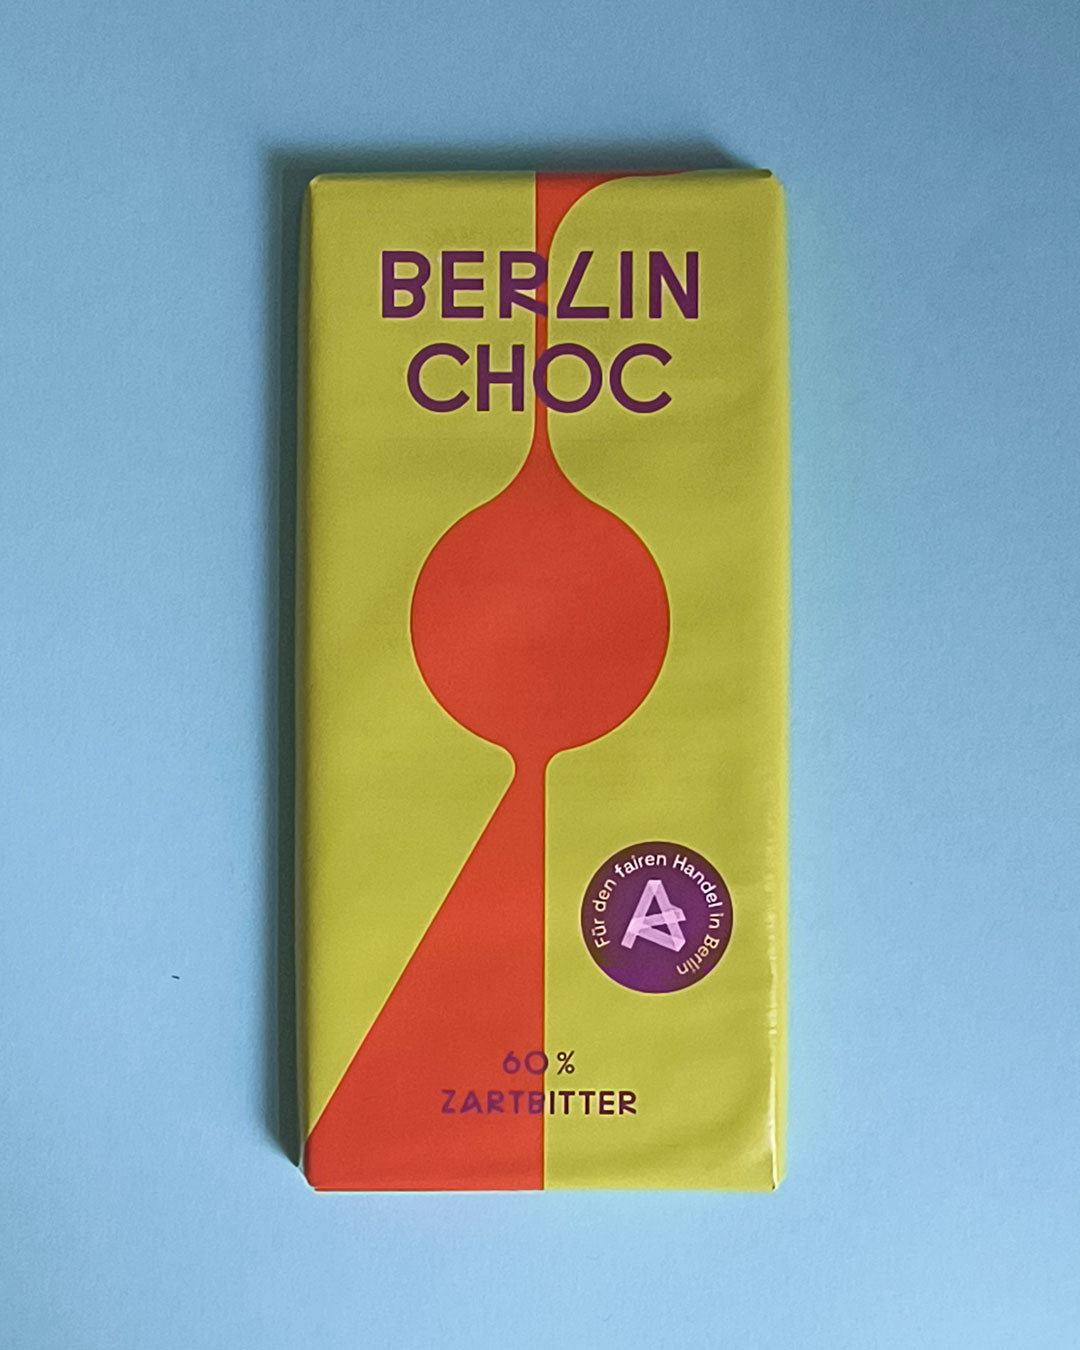 BERLIN
CHOC
Für den fairen Handel in Berlin
60 %
ZARTBITTER